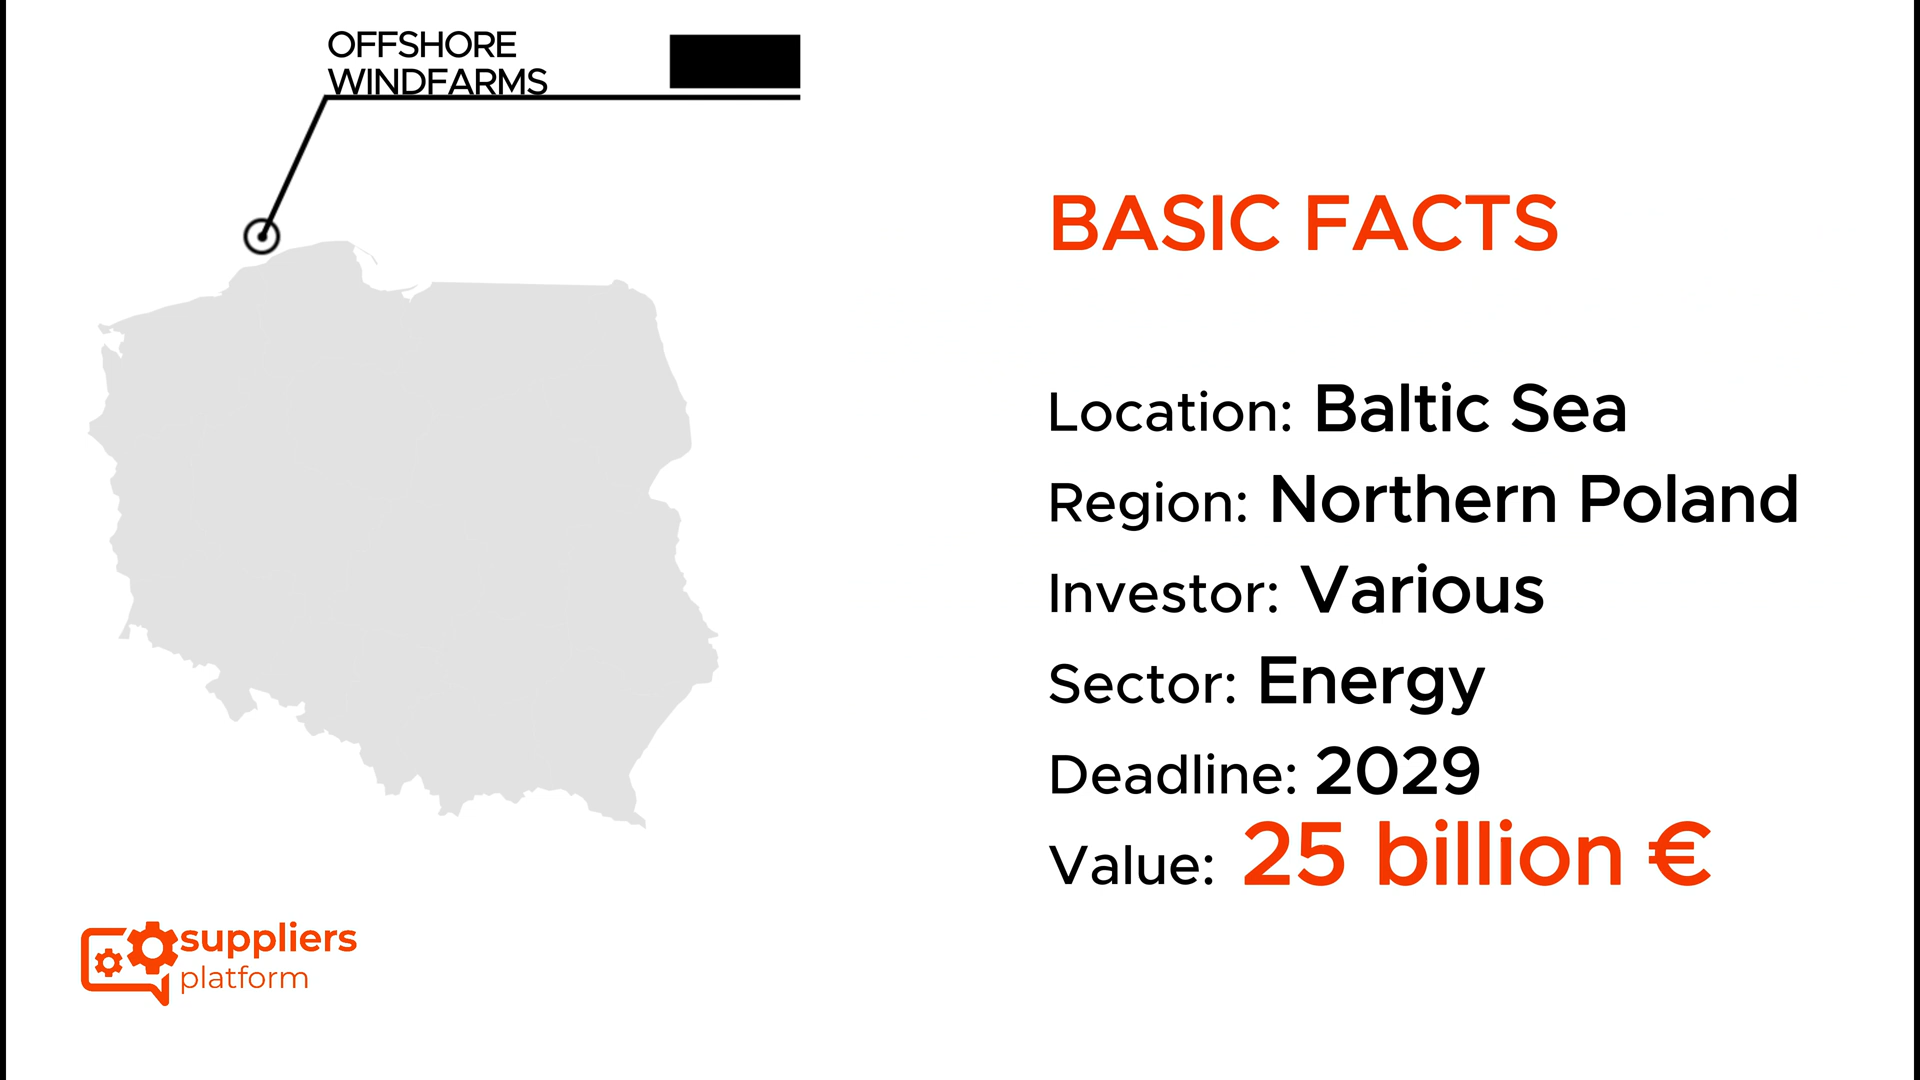 OFFSHORE
WINDFARMS
BASIC FACTS
Location: Baltic Sea
Region: Northern Poland
Investor: Various
Sector: Energy
Deadline: 2029
Value: 25 billion €
suppliers
platform